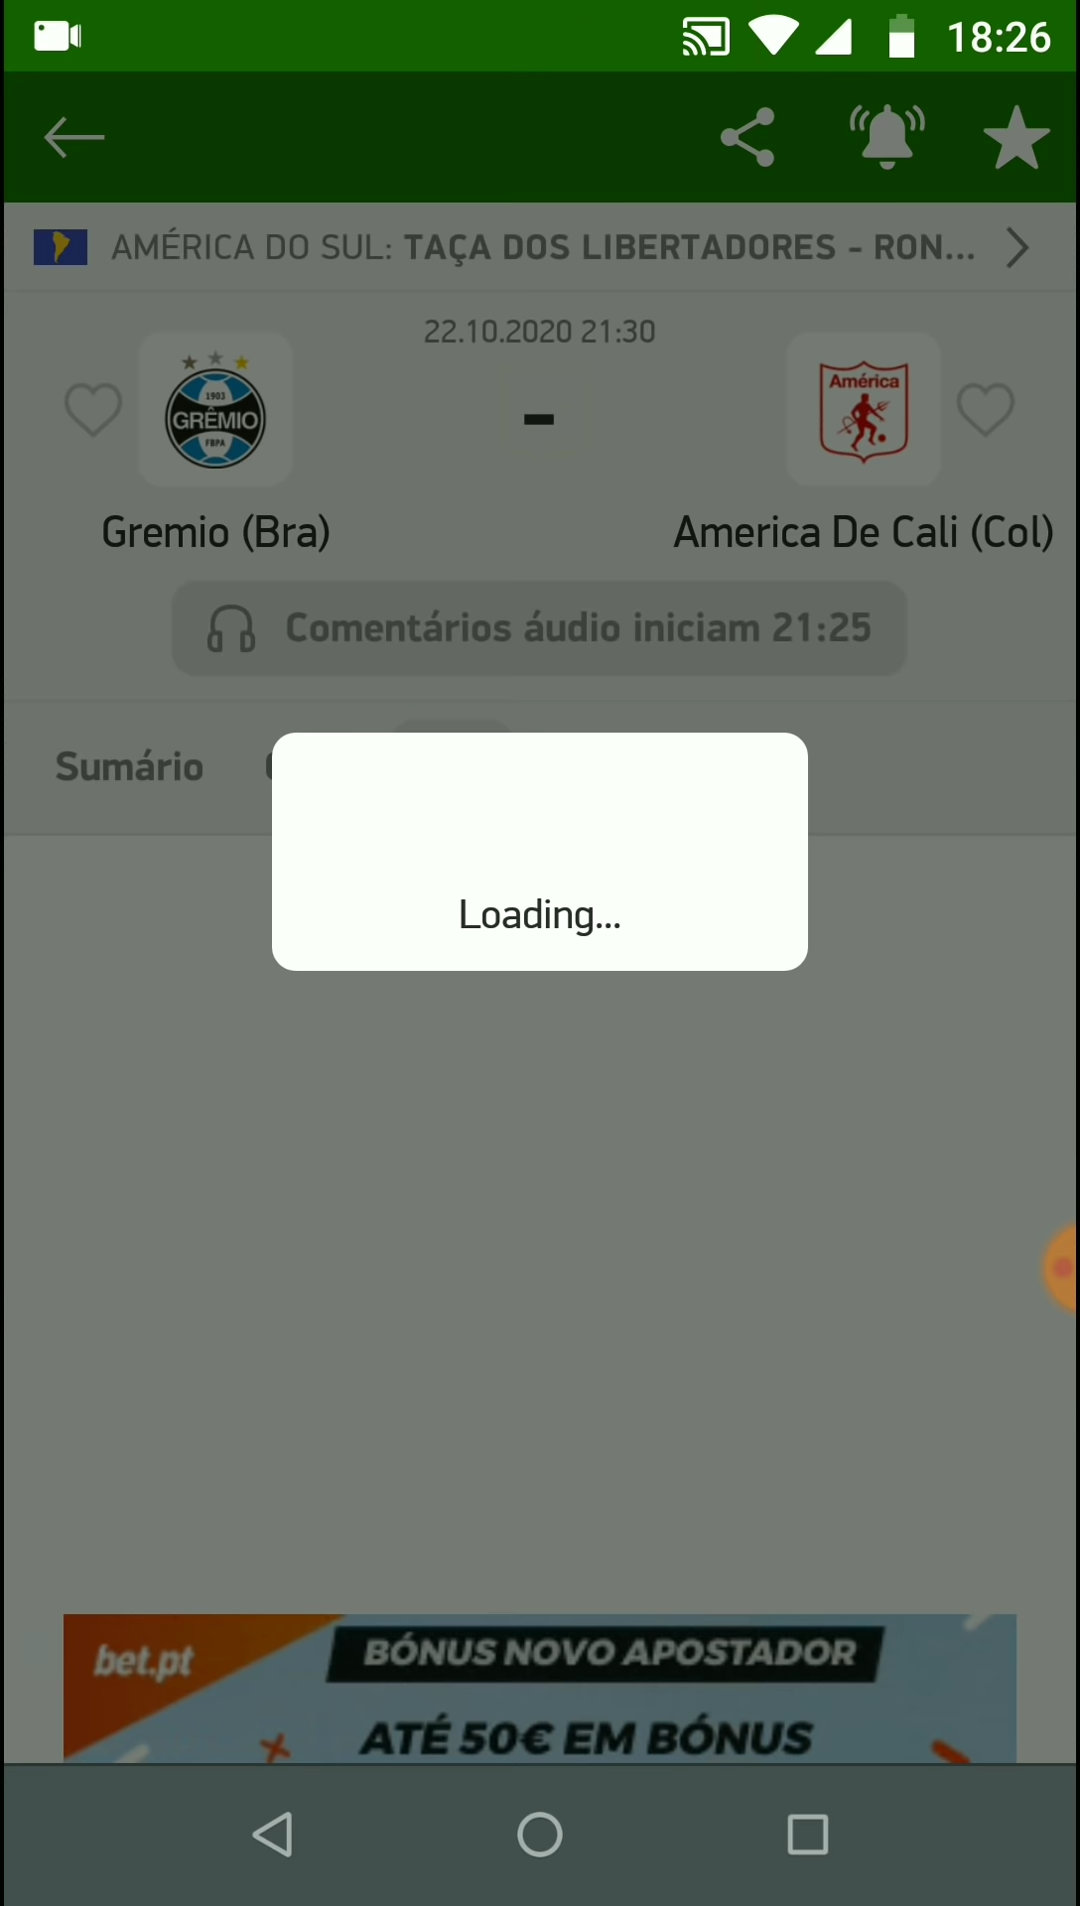 18:26
AMÉRICA DO SUL: TAÇA DOS LIBERTADORES - RON...
22.10.2020 21:30
1903
GRÊMIO
FBPA
América
-
Gremio (Bra)
America De Cali (Col)
Comentários áudio iniciam 21:25
Sumário
Loading...
bet.pt
BÓNUS NOVO APOSTADOR
ATÉ 50€ EM BÓNUS